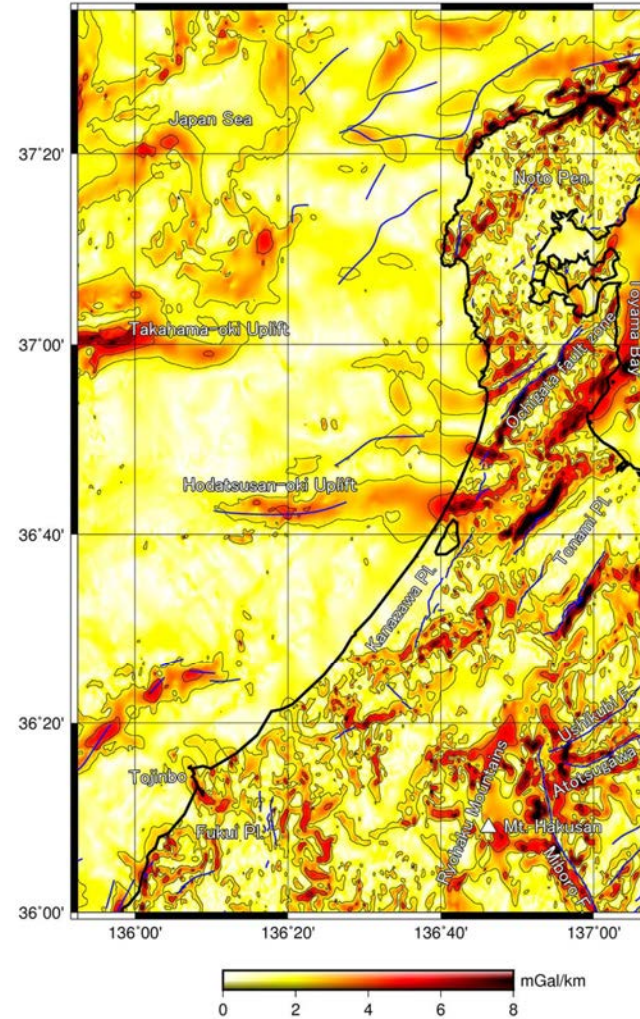 Japan Sea
37°20'
Noto Pen.
Toyama Bay
Takahama-oki Uplift
37°00'
Ochigata fault zone
Hodatsusan-oki Uplift
36°40'
Tonami Pl.
Kanazawa Pl.
36°20'
Ushikubi F.
Atotsugawa
Tojinbo
Ryohaku Mountains
Fukui Pl.
Mt. Hakusan
Miboro F.
36°00'
136°00' 136°20' 136°40' 137°00'
mGal/km
0 2 4 6 8